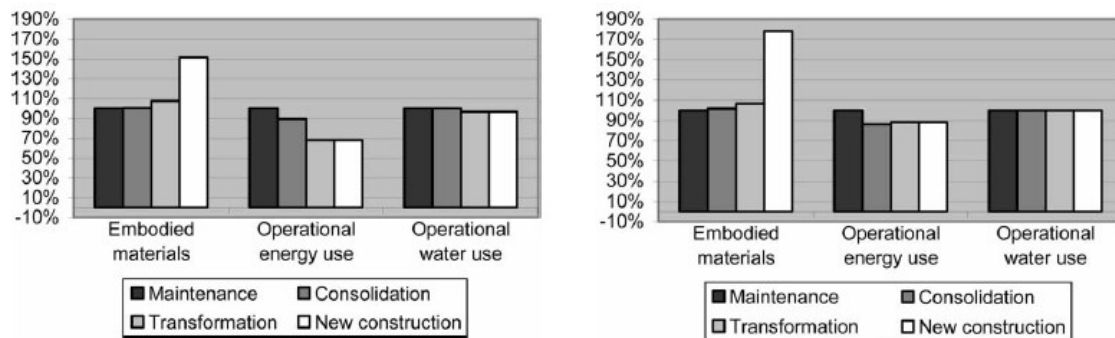 190%
170%
150%
130%
110%
90%
70%
50%
30%
10%
-10%
Embodied
materials
Operational
energy use
Operational
water use
Maintenance
Consolidation
Transformation
New construction
190%
170%
150%
130%
110%
90%
70%
50%
30%
10%
-10%
Embodied
materials
Operational
energy use
Operational
water use
Maintenance
Consolidation
Transformation
New construction